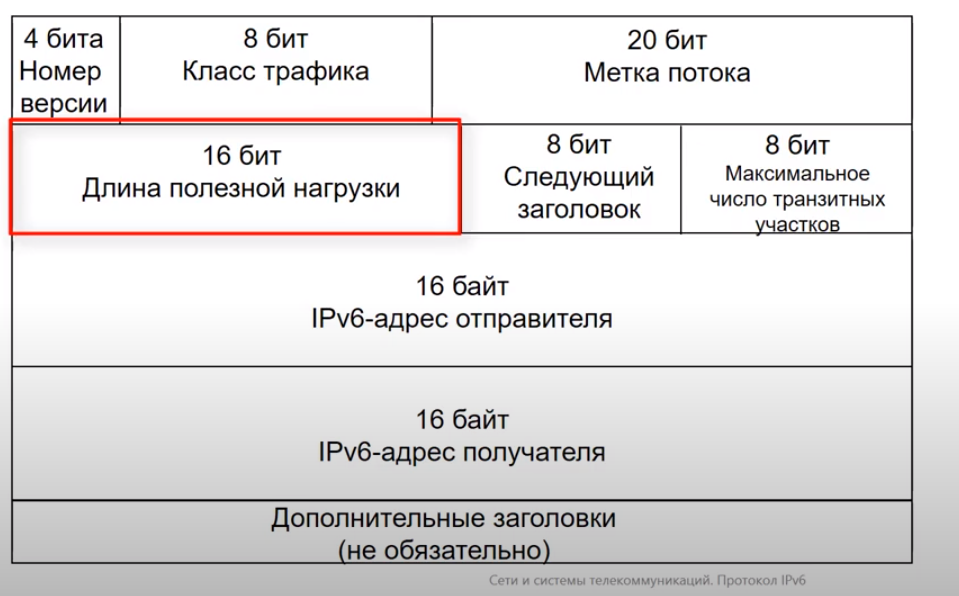 4 бита
Номер
версии
8 бит
Класс трафика
20 бит
Метка потока
16 бит
Длина полезной нагрузки
8 бит
Следующий
заголовок
8 бит
Максимальное
число транзитных
участков
16 байт
IPv6-адрес отправителя
16 байт
IPv6-адрес получателя
Дополнительные заголовки
(не обязательно)
Сети и системы телекоммуникаций. Протокол IPv6